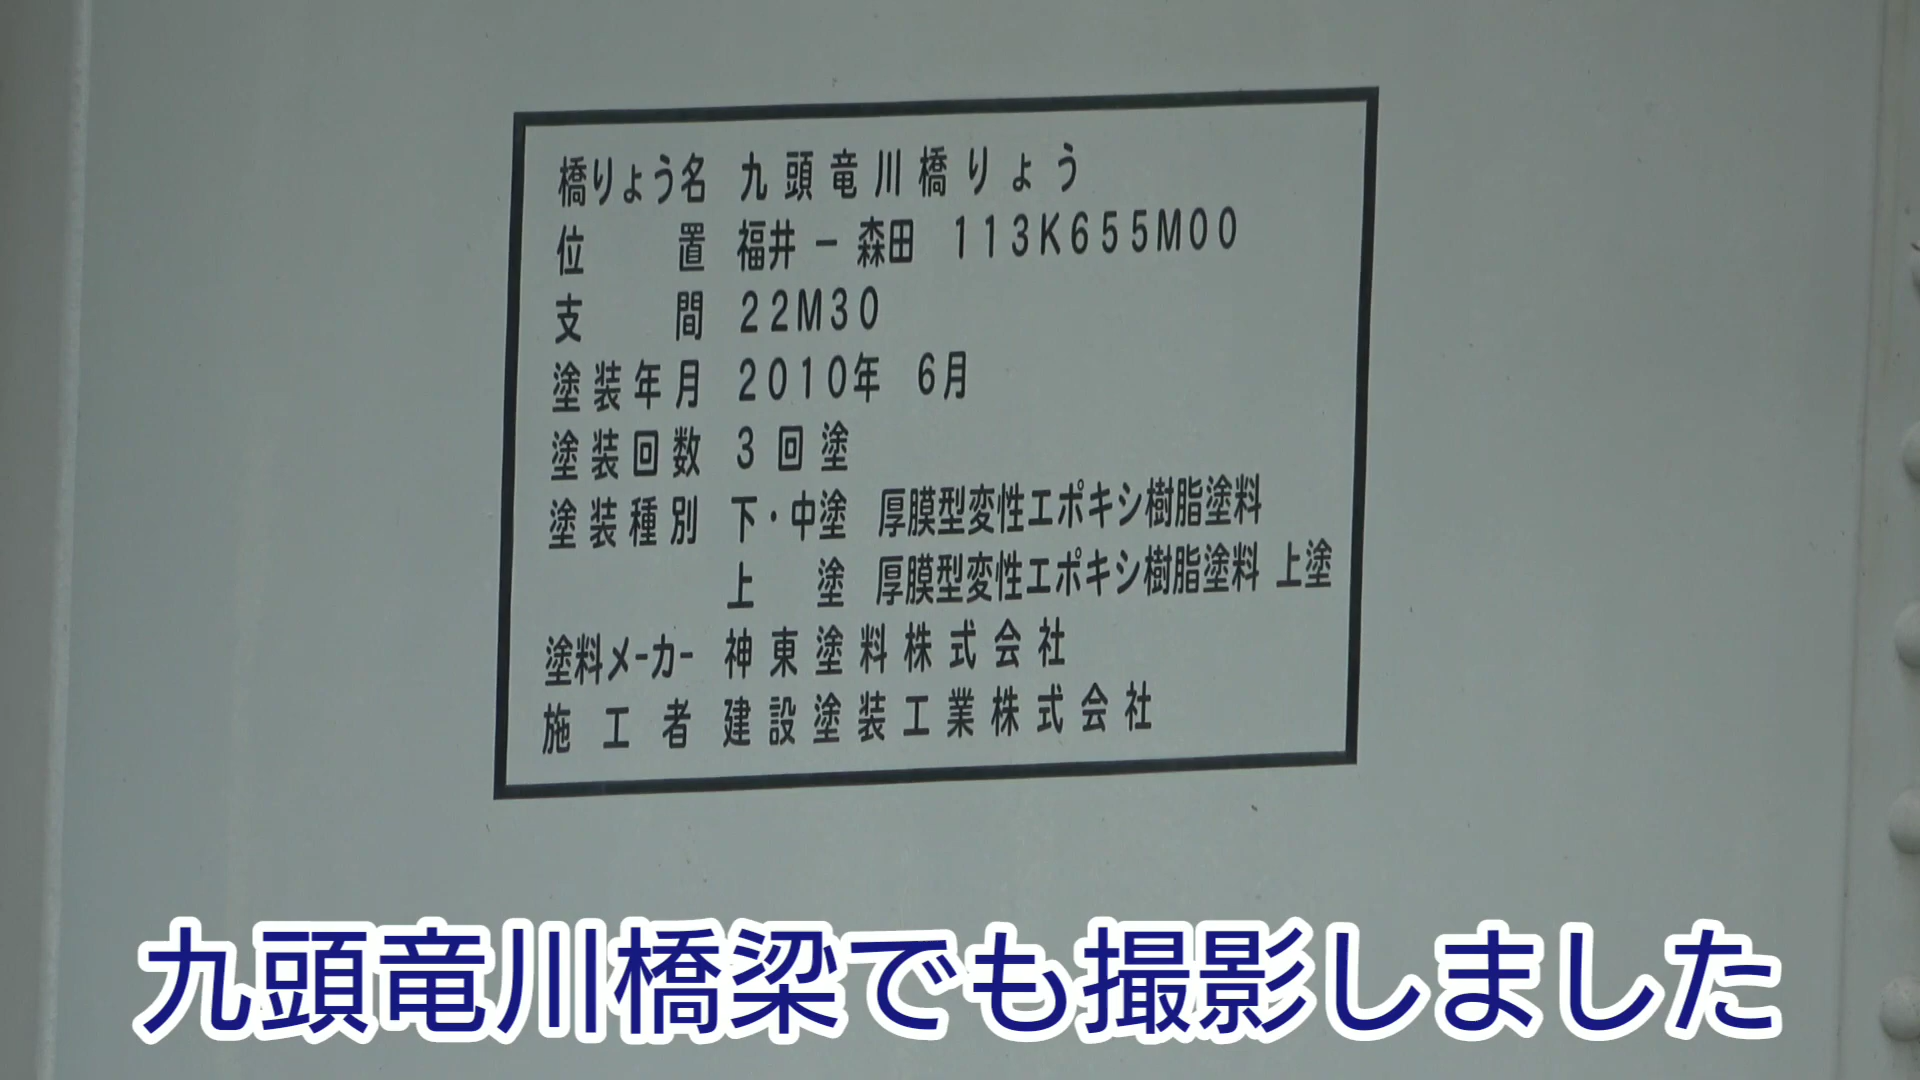 橋りょう名 九頭竜川橋りょう
位置 福井－森田 113K655M00
支間 22M30
塗装年月 2010年 6月
塗装回数 3回塗
塗装種別 下・中塗 厚膜型変性エポキシ樹脂塗料
上塗 厚膜型変性エポキシ樹脂塗料 上塗
塗料メーカー 神東塗料株式会社
施工者 建設塗装工業株式会社
九頭竜川橋梁でも撮影しました